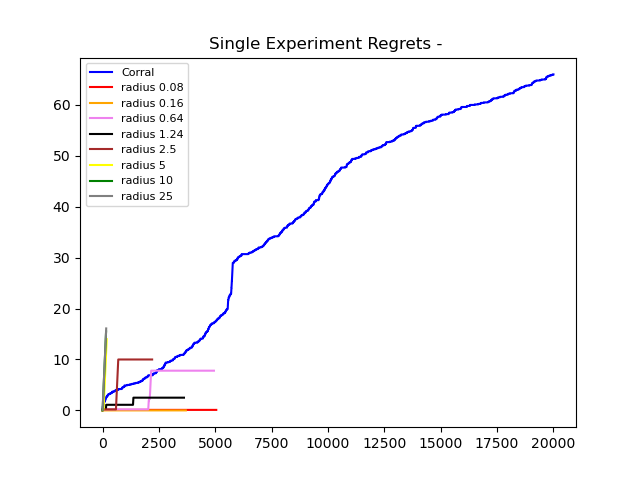 Single Experiment Regrets -
Corral
radius 0.08
radius 0.16
radius 0.64
radius 1.24
radius 2.5
radius 5
radius 10
radius 25
60
50
40
30
20
10
0
0 2500 5000 7500 10000 12500 15000 17500 20000